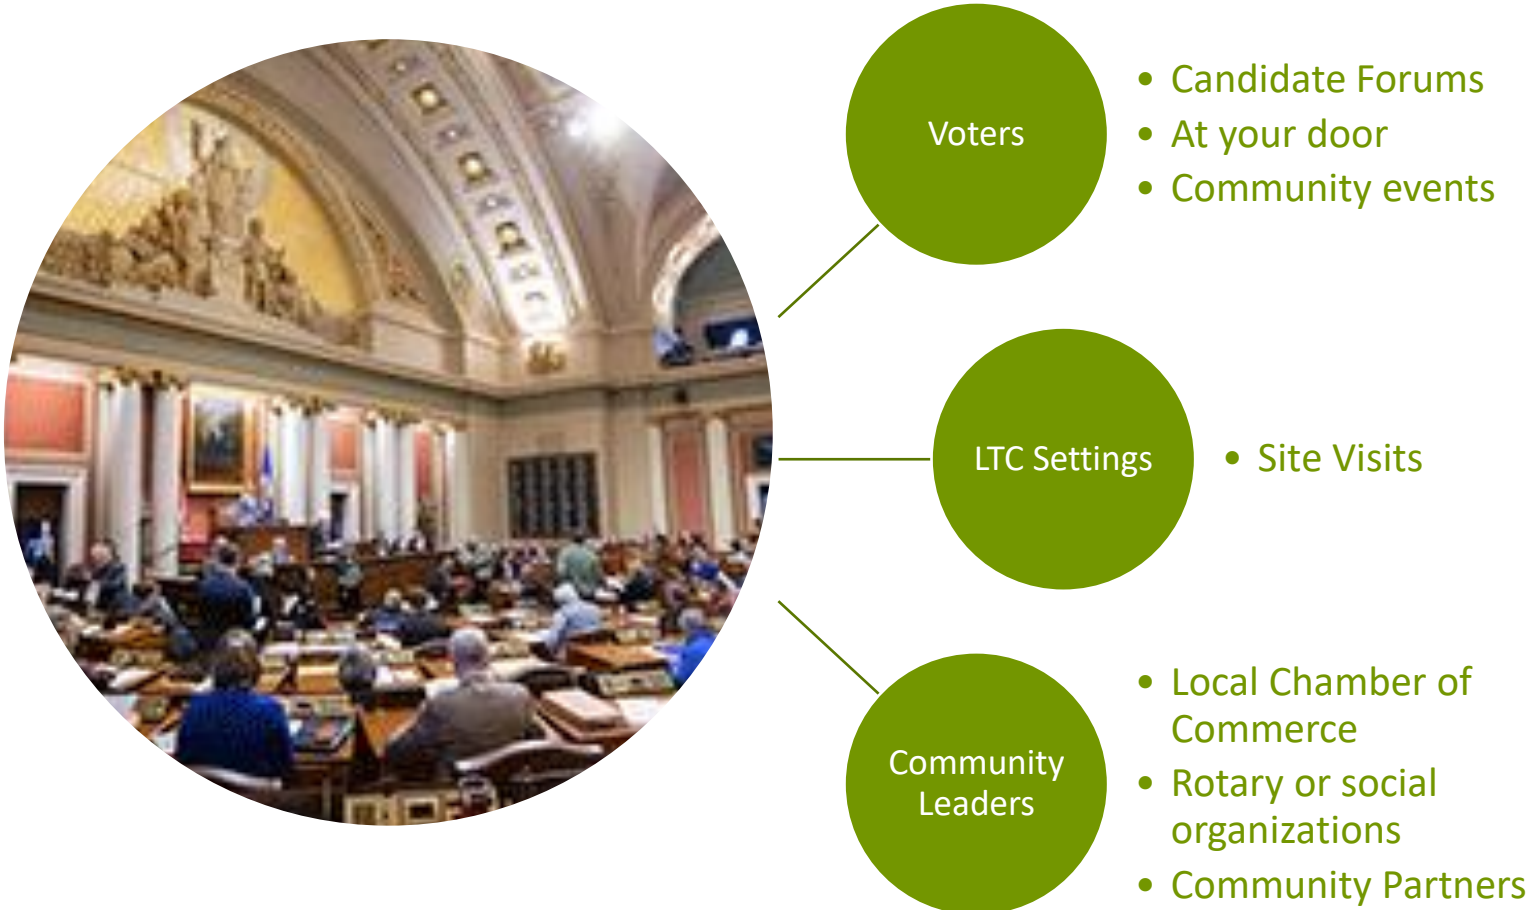 Voters
• Candidate Forums
• At your door
• Community events
LTC Settings
• Site Visits
Community
Leaders
• Local Chamber of
Commerce
• Rotary or social
organizations
• Community Partners